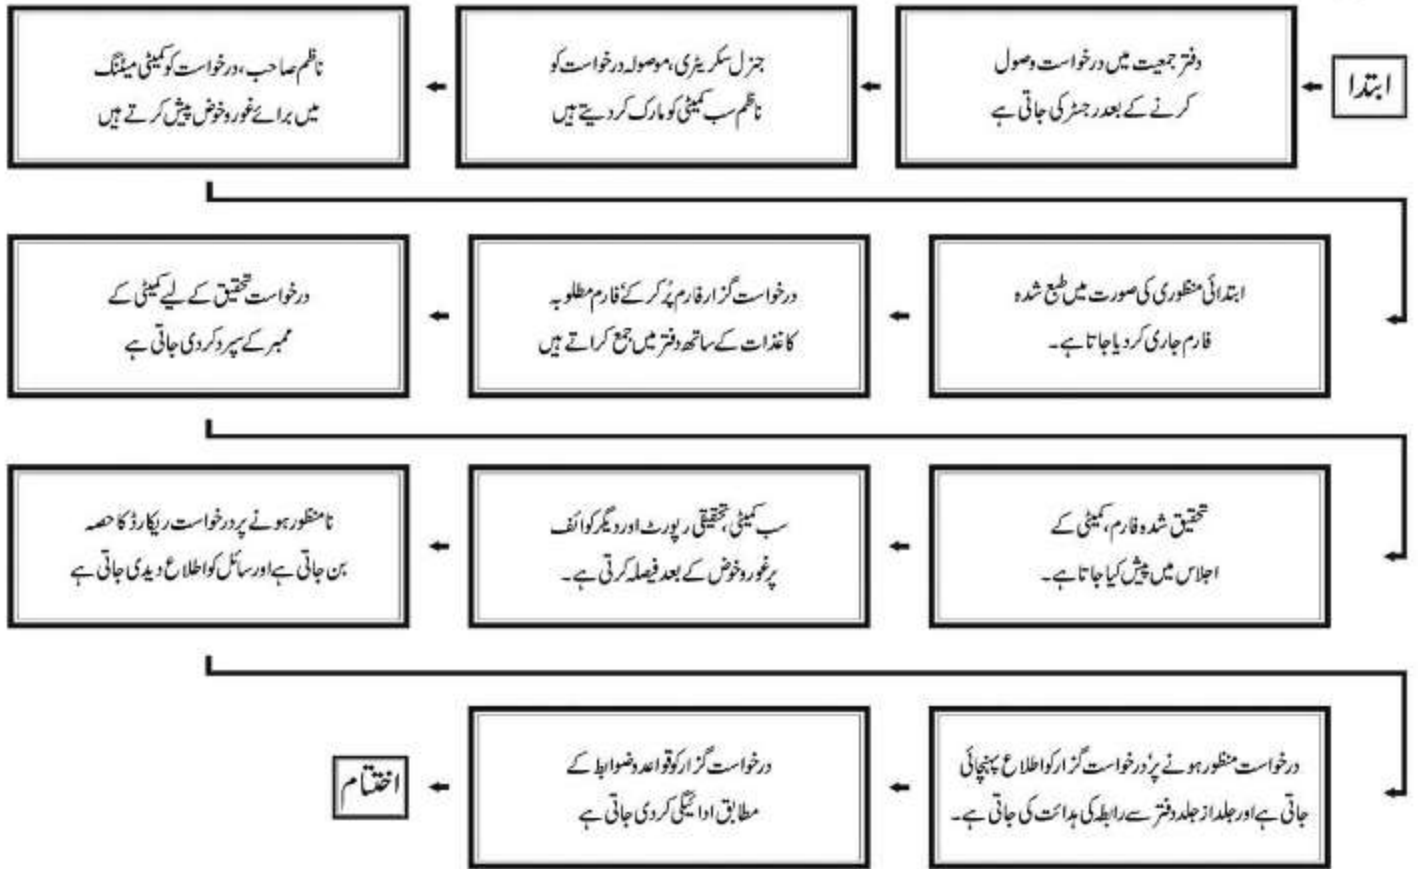 ابتدا
دفتر جمعیت میں درخواست وصول
کرنے کے بعد رجسٹر کی جاتی ہے
جنرل سکریٹری، موصولہ درخواست کو
ناظم سب کمیٹی کو مارک کر دیتے ہیں
ناظم صاحب، درخواست کو کمیٹی میٹنگ
میں برائے غور و خوض پیش کرتے ہیں
ابتدائی منظوری کی صورت میں طبع شدہ
فارم جاری کر دیا جاتا ہے۔
درخواست گزار فارم پُر کر کے’ فارم مطلوبہ
کاغذات کے ساتھ دفتر میں جمع کراتے ہیں
درخواست تحقیق کے لیے کمیٹی کے
ممبر کے سپرد کر دی جاتی ہے
تحقیق شدہ فارم، کمیٹی کے
اجلاس میں پیش کیا جاتا ہے۔
سب کمیٹی، تحقیقی رپورٹ اور دیگر کوائف
پر غور و خوض کے بعد فیصلہ کرتی ہے۔
نامنظور ہونے پر درخواست ریکارڈ کا حصہ
بن جاتی ہے اور سائل کو اطلاع دیدی جاتی ہے
درخواست منظور ہونے پر’ درخواست گزار کو اطلاع پہنچائی
جاتی ہے اور جلد از جلد دفتر سے رابطہ کی ہدائت کی جاتی ہے۔
درخواست گزار کو قواعد و ضوابط کے
مطابق ادائیگی کر دی جاتی ہے
اختتام